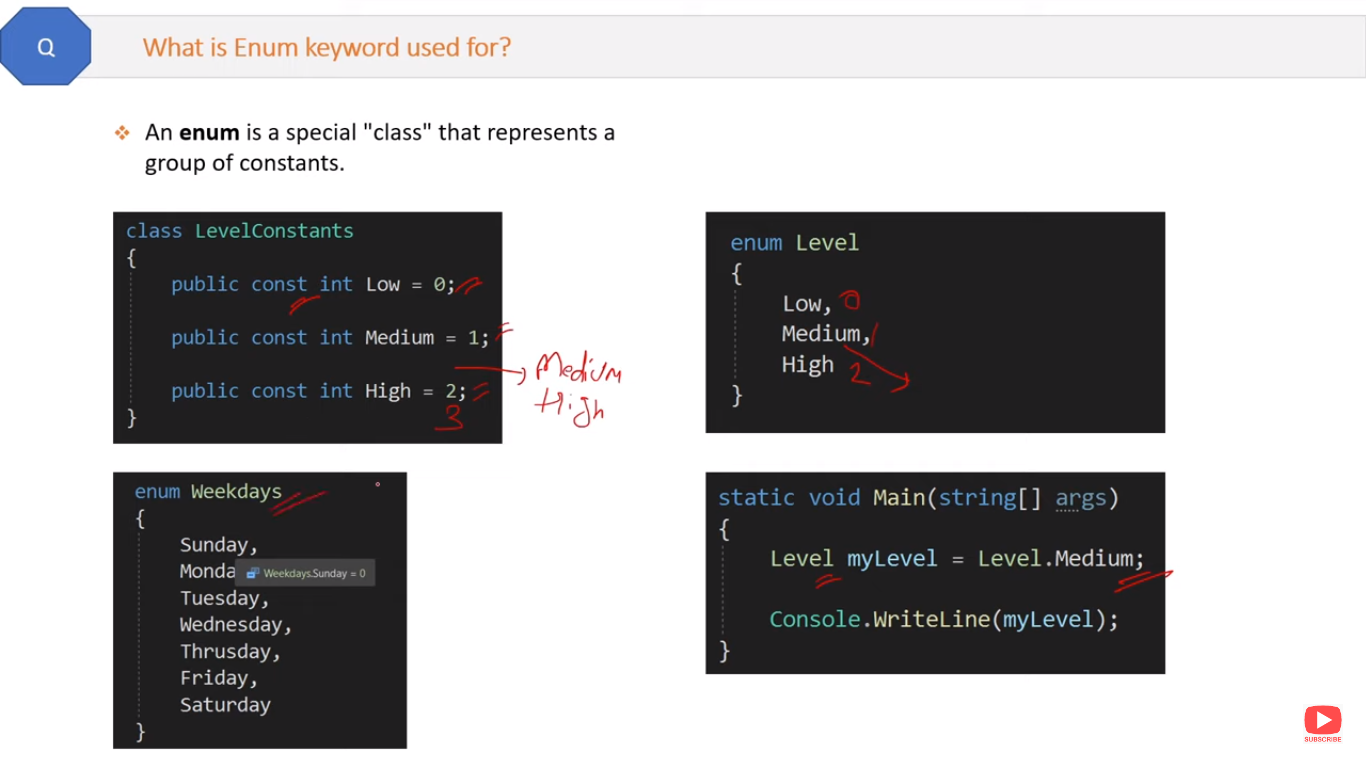 Q
What is Enum keyword used for?
❖ An enum is a special "class" that represents a
group of constants.
class LevelConstants
{
public const int Low = 0;
public const int Medium = 1;
public const int High = 2;
3
}
Medium
High
enum Level
{
Low, 0
Medium, 1
High 2
}
enum Weekdays
{
Sunday,
Monda
Weekdays.Sunday = 0
Tuesday,
Wednesday,
Thrusday,
Friday,
Saturday
}
static void Main(string[] args)
{
Level myLevel = Level.Medium;
Console.WriteLine(myLevel);
}
SUBSCRIBE